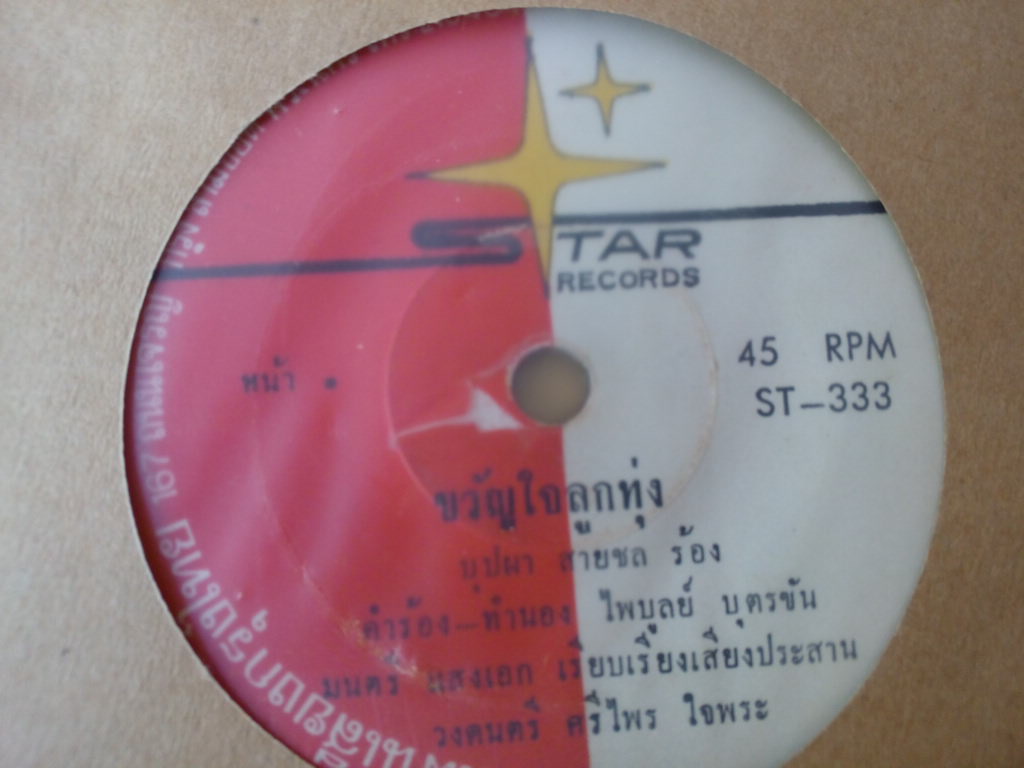 STAR
RECORDS
45 RPM
ST-333
หน้า
ขวัญใจลูกทุ่ง
บุปผา สายชล ร้อง
คำร้อง-ทำนอง ไพบูลย์ บุตรขัน
มนตรี แสงเอก เรียบเรียงเสียงประสาน
วงดนตรี ศรีไพร ใจพระ